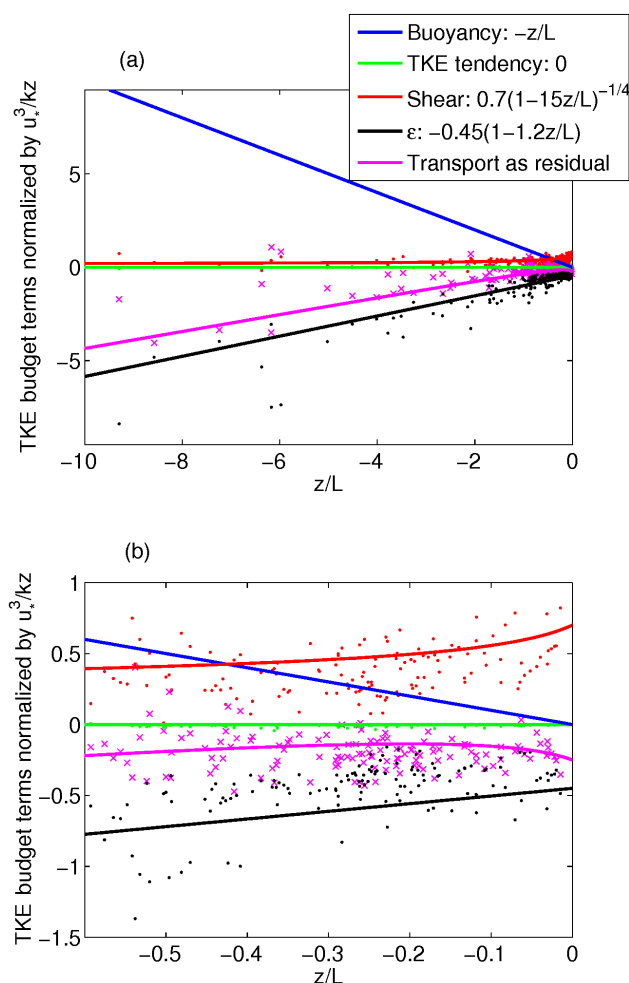 (a)
Buoyancy: −z/L
TKE tendency: 0
Shear: 0.7(1−15z/L)^−1/4
ε: −0.45(1−1.2z/L)
Transport as residual
TKE budget terms normalized by u_*^3/kz
5
0
−5
−10
−8
−6
−4
−2
0
z/L
(b)
TKE budget terms normalized by u_*^3/kz
1
0.5
0
−0.5
−1
−1.5
−0.5
−0.4
−0.3
−0.2
−0.1
0
z/L